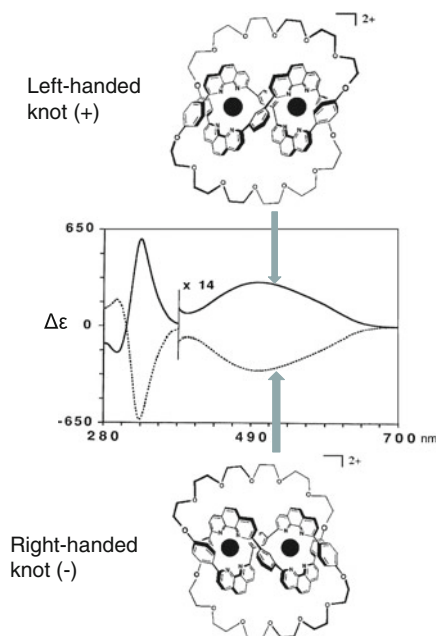 2+
Left-handed
knot (+)
O O O O O O O O O O O O
N N N N N N N N
650
x 14
Δε
0
-650
280 490 700 nm
2+
Right-handed
knot (-)
O O O O O O O O O O O O
N N N N N N N N